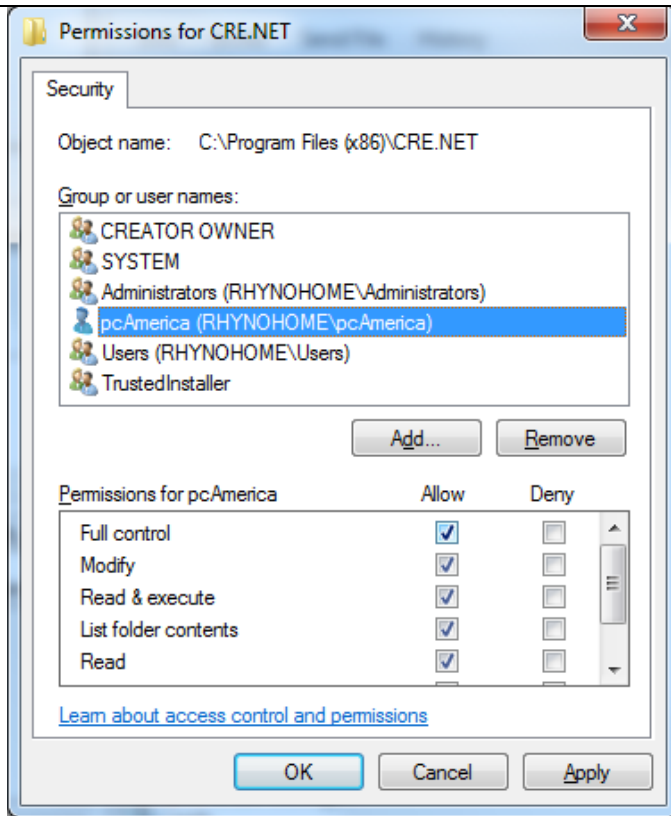 Permissions for CRE.NET
Security
Object name: C:\Program Files (x86)\CRE.NET
Group or user names:
CREATOR OWNER
SYSTEM
Administrators (RHYNOHOME\Administrators)
pcAmerica (RHYNOHOME\pcAmerica)
Users (RHYNOHOME\Users)
TrustedInstaller
Add... Remove
Permissions for pcAmerica Allow Deny
Full control
Modify
Read & execute
List folder contents
Read
Learn about access control and permissions
OK Cancel Apply